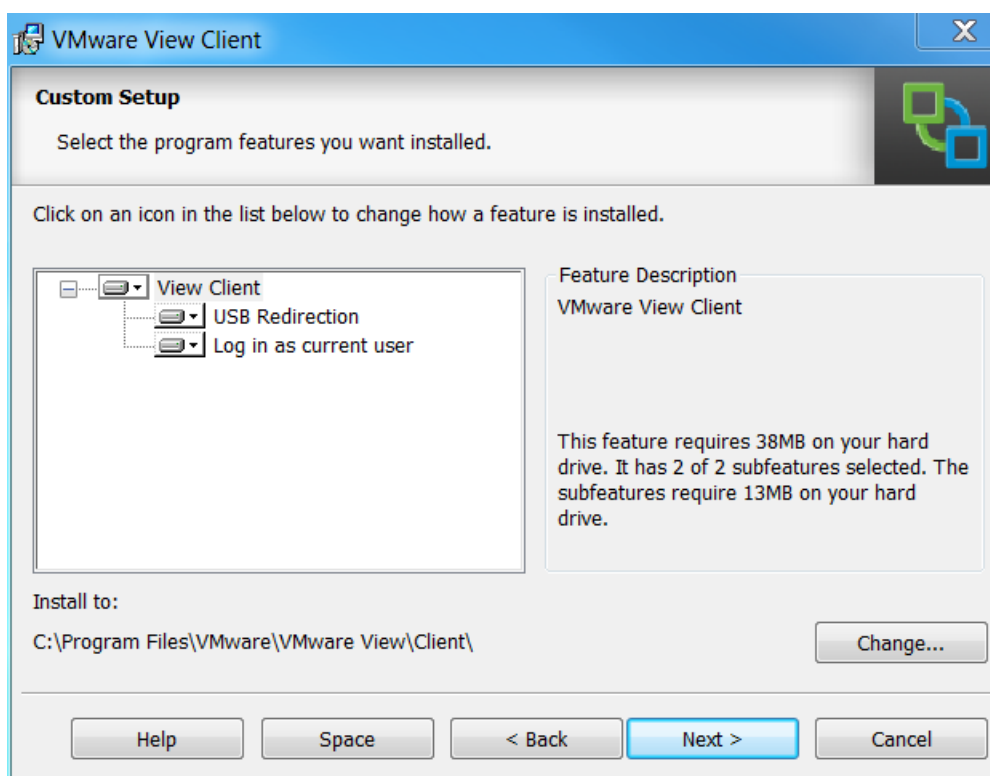 VMware View Client
Custom Setup
Select the program features you want installed.
Click on an icon in the list below to change how a feature is installed.
View Client
USB Redirection
Log in as current user
Feature Description
VMware View Client
This feature requires 38MB on your hard
drive. It has 2 of 2 subfeatures selected. The
subfeatures require 13MB on your hard
drive.
Install to:
C:\Program Files\VMware\VMware View\Client\
Change...
Help
Space
< Back
Next >
Cancel